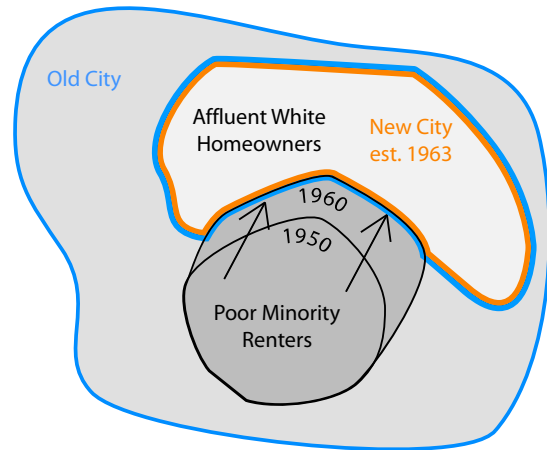 Old City
Affluent White
Homeowners
New City
est. 1963
1960
1950
Poor Minority
Renters